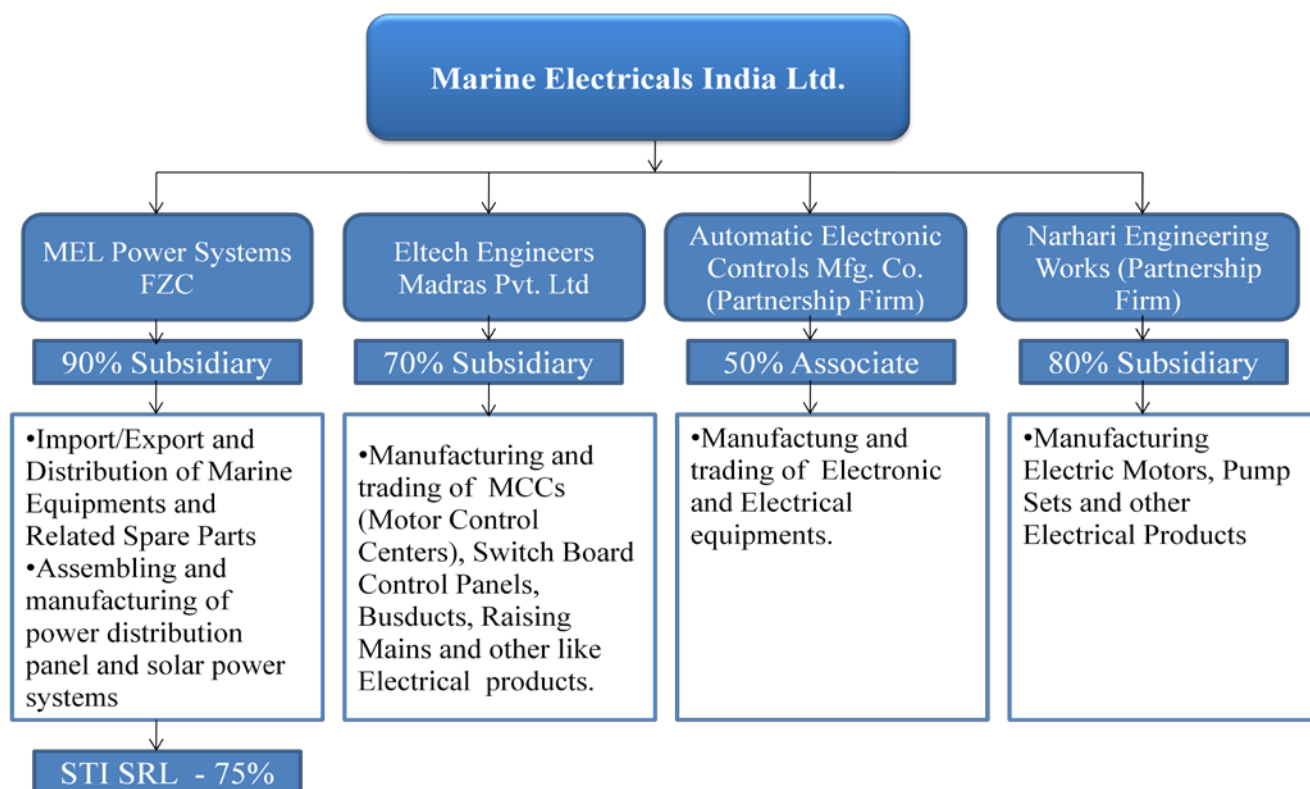 Marine Electricals India Ltd.
MEL Power Systems
FZC
90% Subsidiary
•Import/Export and
Distribution of Marine
Equipments and
Related Spare Parts
•Assembling and
manufacturing of
power distribution
panel and solar power
systems
STI SRL - 75%
Eltech Engineers
Madras Pvt. Ltd
70% Subsidiary
•Manufacturing and
trading of MCCs
(Motor Control
Centers), Switch Board
Control Panels,
Busducts, Raising
Mains and other like
Electrical products.
Automatic Electronic
Controls Mfg. Co.
(Partnership Firm)
50% Associate
•Manufactung and
trading of Electronic
and Electrical
equipments.
Narhari Engineering
Works (Partnership
Firm)
80% Subsidiary
•Manufacturing
Electric Motors, Pump
Sets and other
Electrical Products